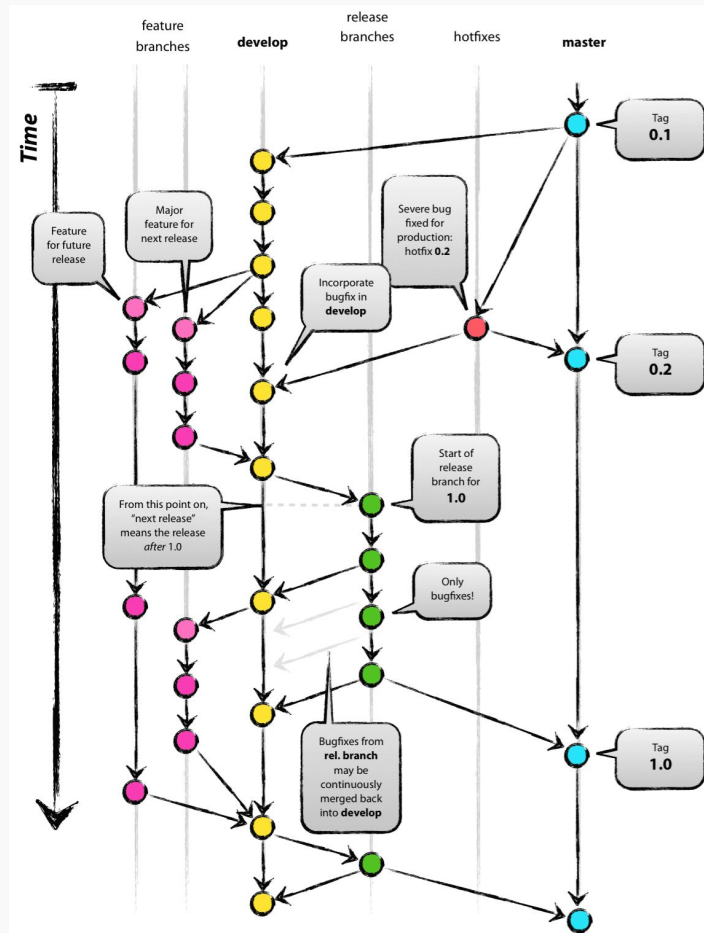 feature
branches
develop
release
branches
hotfixes
master
Time
Tag
0.1
Major
feature for
next release
Feature
for future
release
Severe bug
fixed for
production:
hotfix 0.2
Incorporate
bugfix in
develop
Tag
0.2
Start of
release
branch for
1.0
From this point on,
“next release”
means the release
after 1.0
Only
bugfixes!
Bugfixes from
rel. branch
may be
continuously
merged back
into develop
Tag
1.0